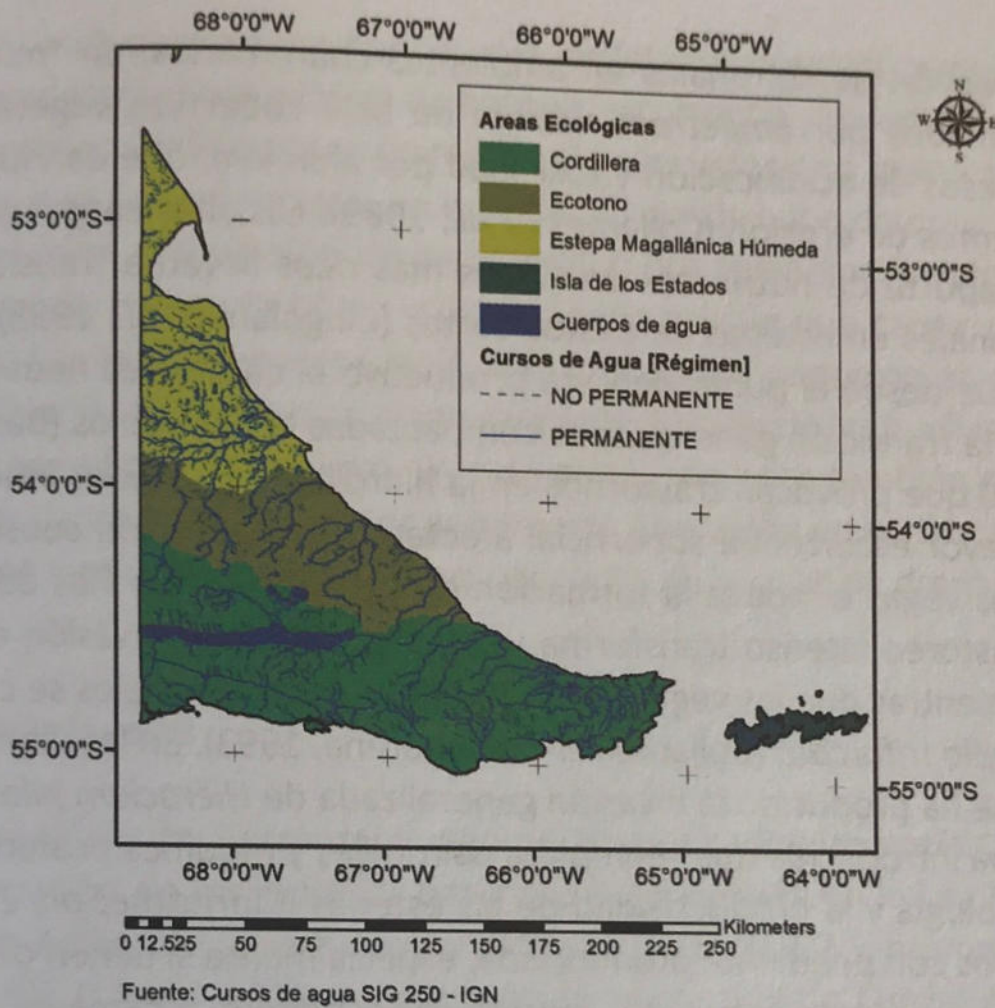 68°0'0"W 67°0'0"W 66°0'0"W 65°0'0"W
N
W E
S
Areas Ecológicas
Cordillera
Ecotono
Estepa Magallánica Húmeda
Isla de los Estados
Cuerpos de agua
Cursos de Agua [Régimen]
NO PERMANENTE
PERMANENTE
53°0'0"S
53°0'0"S
54°0'0"S
54°0'0"S
55°0'0"S
55°0'0"S
68°0'0"W 67°0'0"W 66°0'0"W 65°0'0"W 64°0'0"W
Kilometers
0 12.525 50 75 100 125 150 175 200 225 250
Fuente: Cursos de agua SIG 250 - IGN